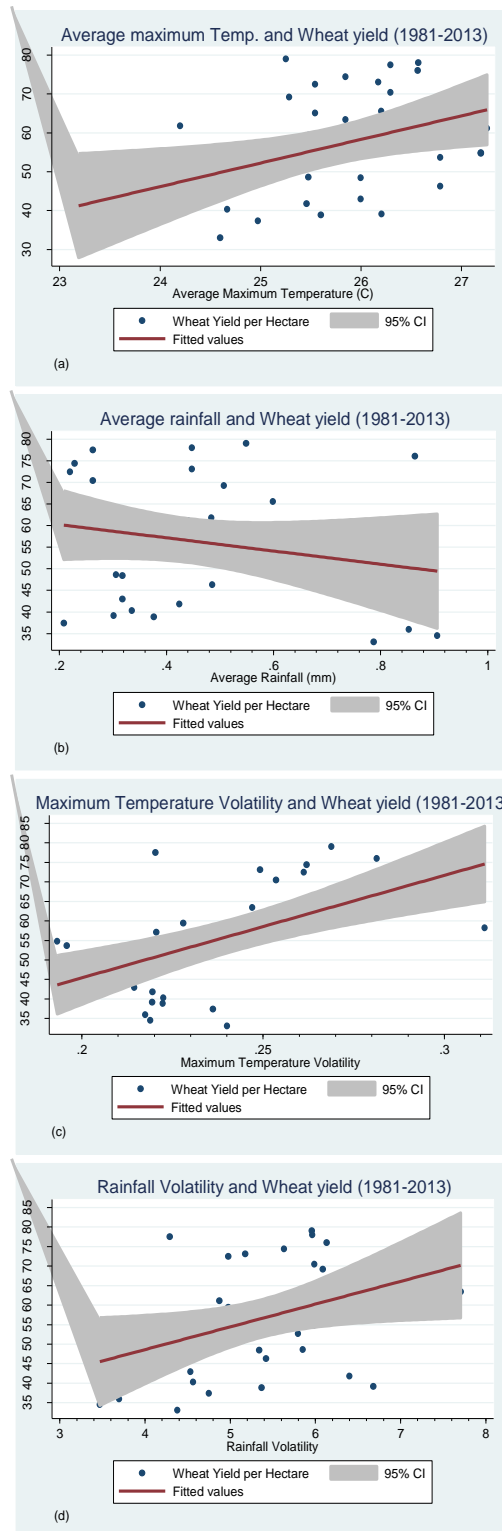 Average maximum Temp. and Wheat yield (1981-2013)
80
70
60
50
40
30
23 24 25 26 27
Average Maximum Temperature (C)
Wheat Yield per Hectare 95% CI
Fitted values
(a)
Average rainfall and Wheat yield (1981-2013)
80
75
70
65
60
55
50
45
40
35
.2 .4 .6 .8 1
Average Rainfall (mm)
Wheat Yield per Hectare 95% CI
Fitted values
(b)
Maximum Temperature Volatility and Wheat yield (1981-2013
85
80
75
70
65
60
55
50
45
40
35
.2 .25 .3
Maximum Temperature Volatility
Wheat Yield per Hectare 95% CI
Fitted values
(c)
Rainfall Volatility and Wheat yield (1981-2013)
85
80
75
70
65
60
55
50
45
40
35
3 4 5 6 7 8
Rainfall Volatility
Wheat Yield per Hectare 95% CI
Fitted values
(d)